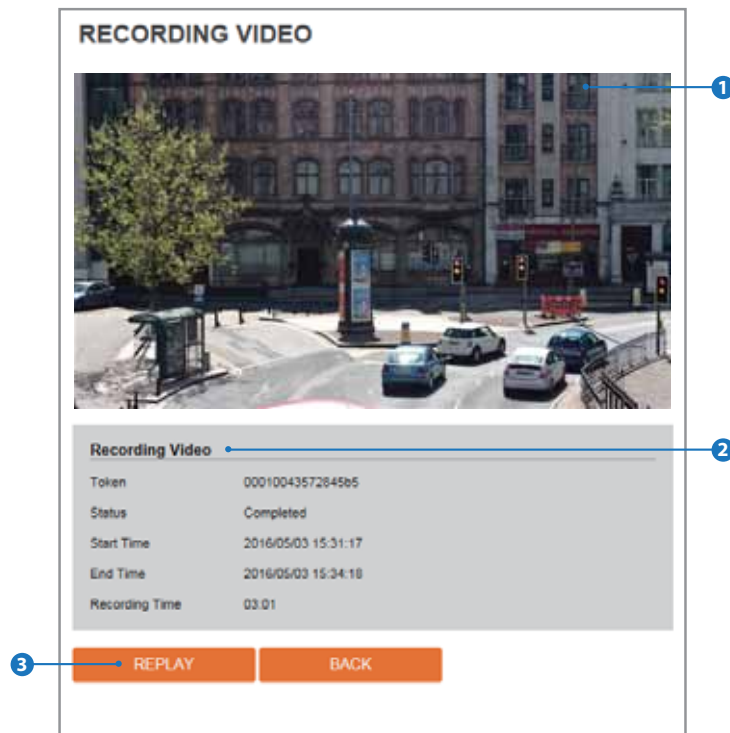 RECORDING VIDEO
1
Recording Video
2
Token 00010043572845b5
Status Completed
Start Time 2016/05/03 15:31:17
End Time 2016/05/03 15:34:18
Recording Time 03:01
3
REPLAY BACK